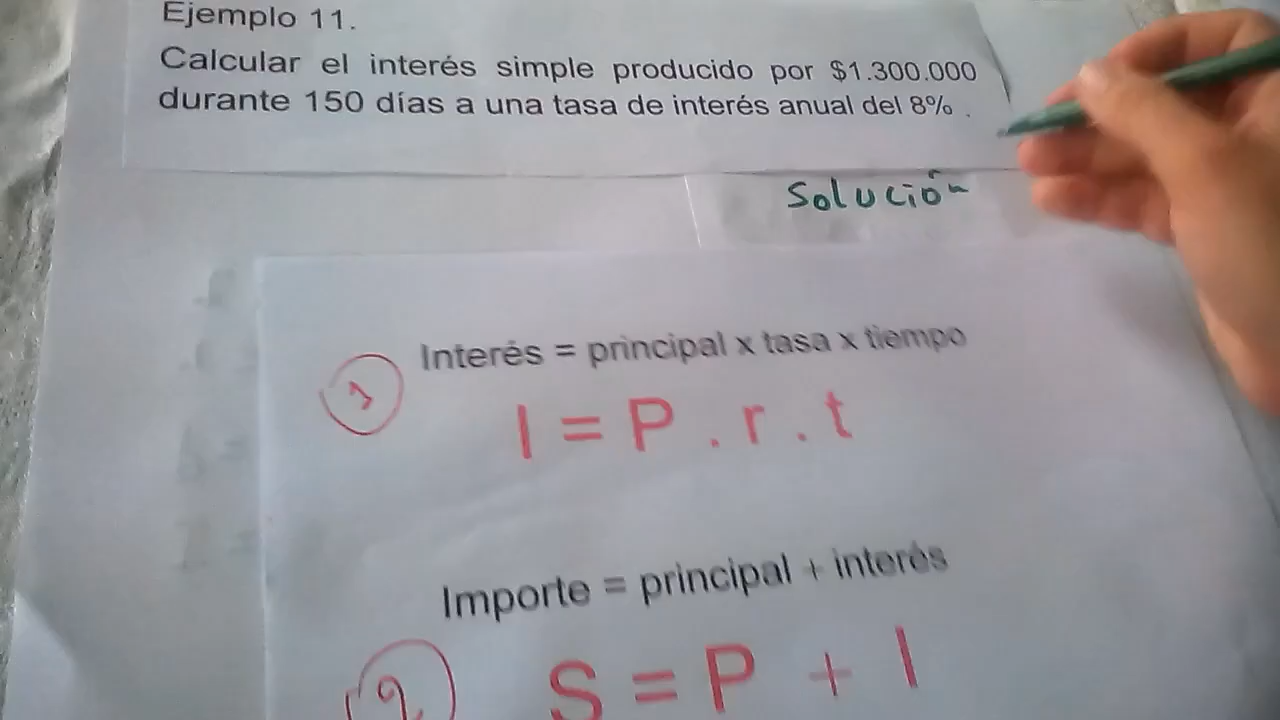 Ejemplo 11.
Calcular el interés simple producido por $1.300.000
durante 150 días a una tasa de interés anual del 8% .
Solución
Interés = principal x tasa x tiempo
1
I = P . r . t
Importe = principal + interés
2
S = P + I